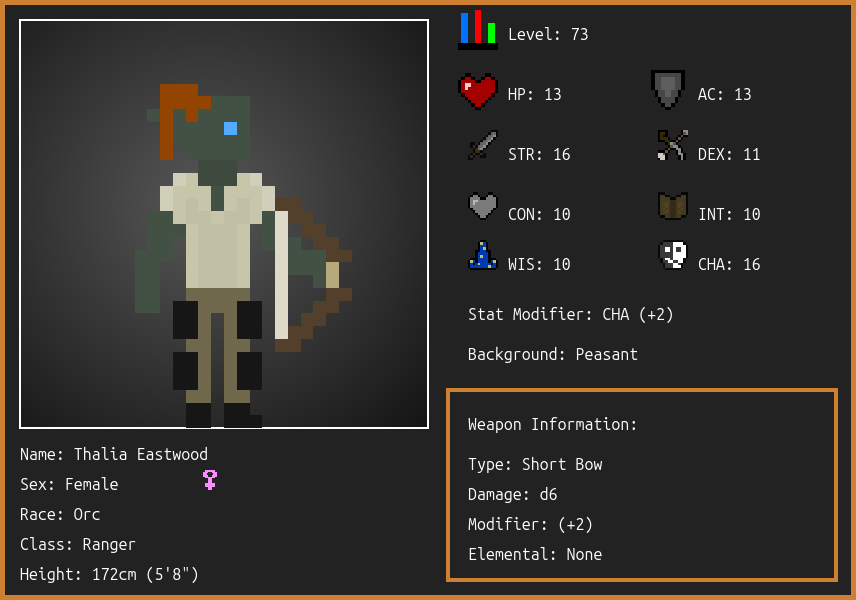 Level: 73
HP: 13
AC: 13
STR: 16
DEX: 11
CON: 10
INT: 10
WIS: 10
CHA: 16
Stat Modifier: CHA (+2)
Background: Peasant
Weapon Information:
Type: Short Bow
Damage: d6
Modifier: (+2)
Elemental: None
Name: Thalia Eastwood
Sex: Female
Race: Orc
Class: Ranger
Height: 172cm (5'8")